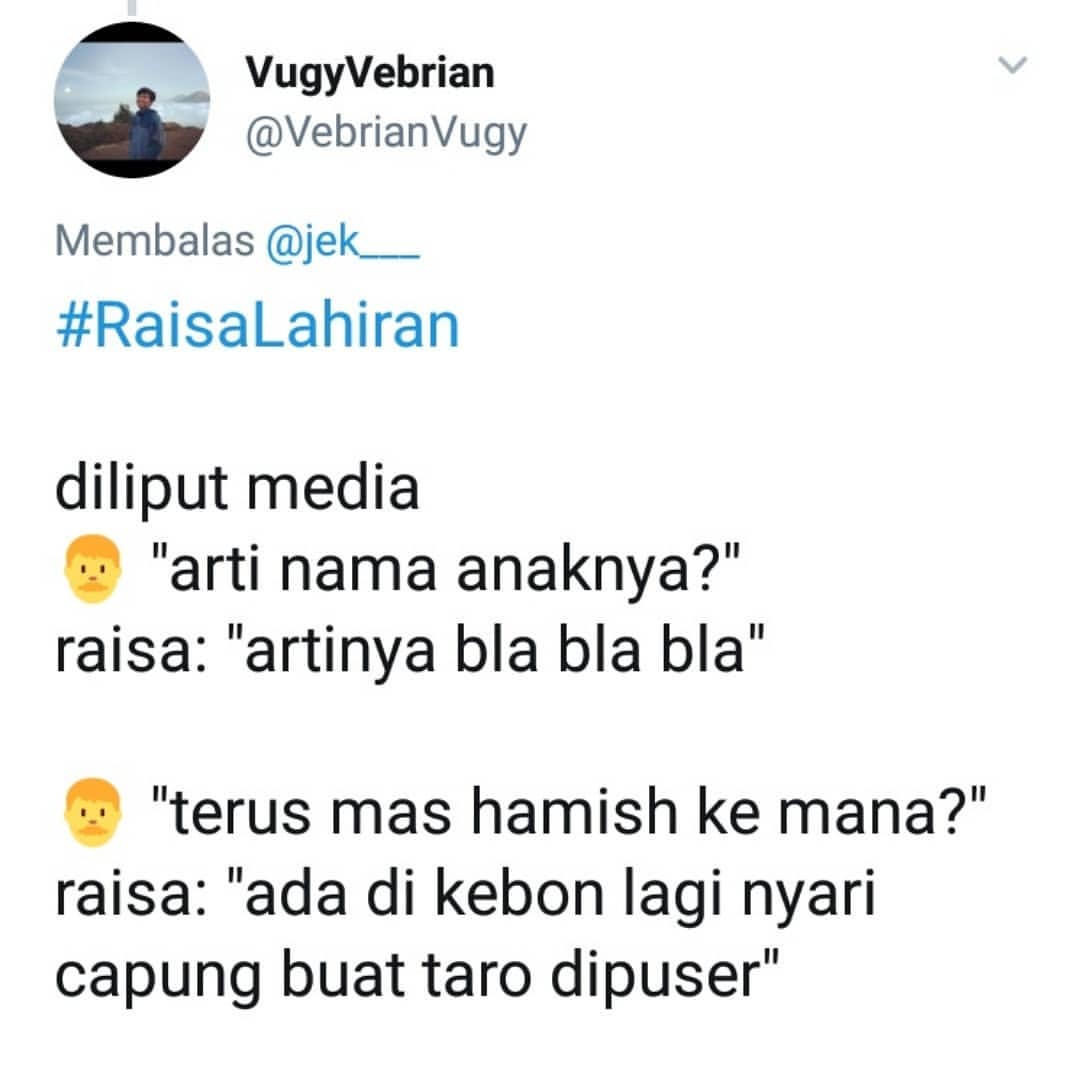 VugyVebrian
@VebrianVugy
Membalas @jek___
#RaisaLahiran
diliput media
👨 "arti nama anaknya?"
raisa: "artinya bla bla bla"
👨 "terus mas hamish ke mana?"
raisa: "ada di kebon lagi nyari
capung buat taro dipuser"